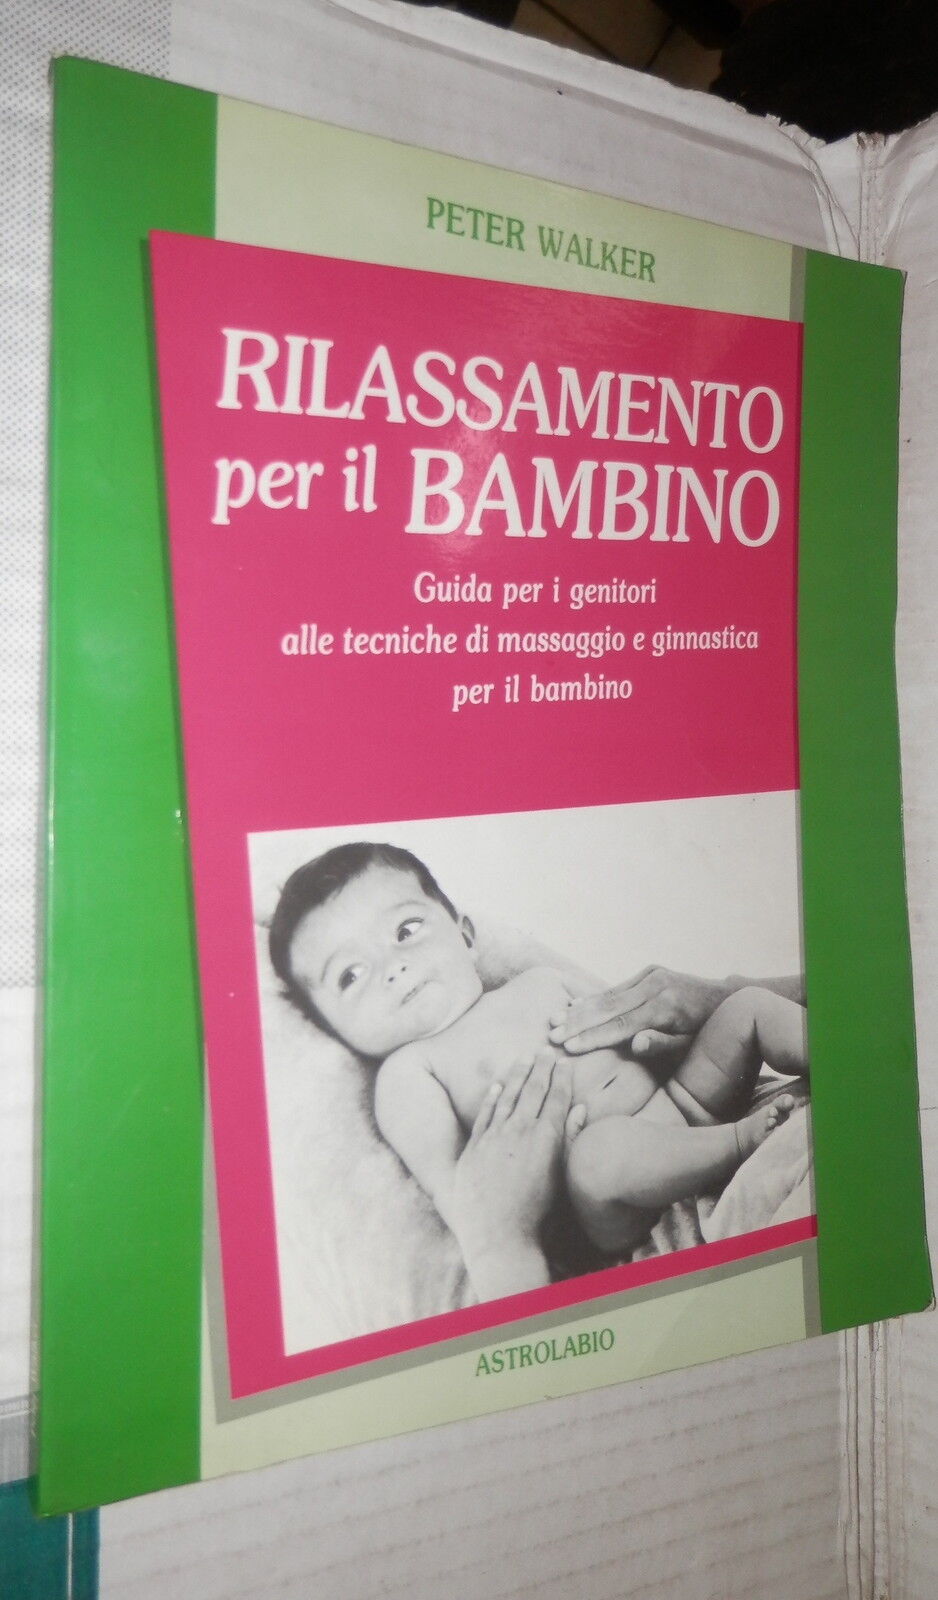 PETER WALKER
RILASSAMENTO
per il BAMBINO
Guida per i genitori
alle tecniche di massaggio e ginnastica
per il bambino
ASTROLABIO